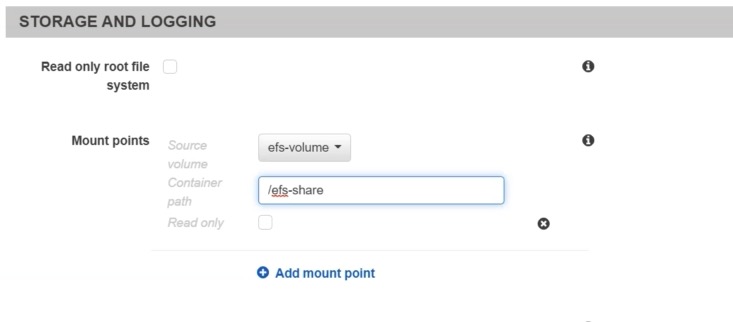 STORAGE AND LOGGING
Read only root file
system
Mount points
Source
volume
efs-volume
Container
path
/efs-share
Read only
Add mount point